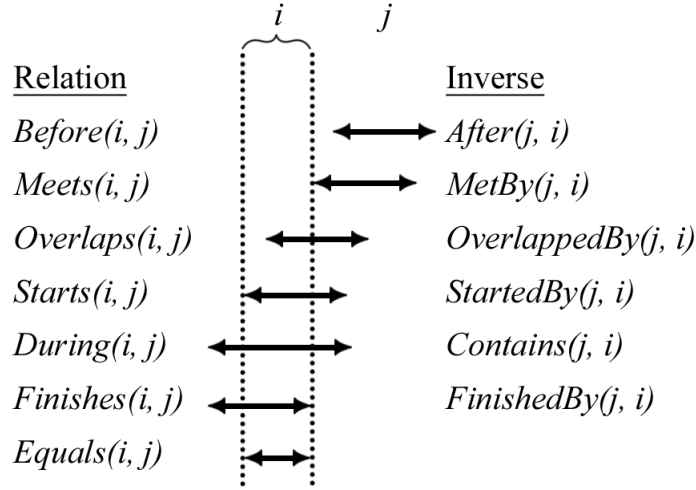 i j
Relation Inverse
Before(i, j) After(j, i)
Meets(i, j) MetBy(j, i)
Overlaps(i, j) OverlappedBy(j, i)
Starts(i, j) StartedBy(j, i)
During(i, j) Contains(j, i)
Finishes(i, j) FinishedBy(j, i)
Equals(i, j)